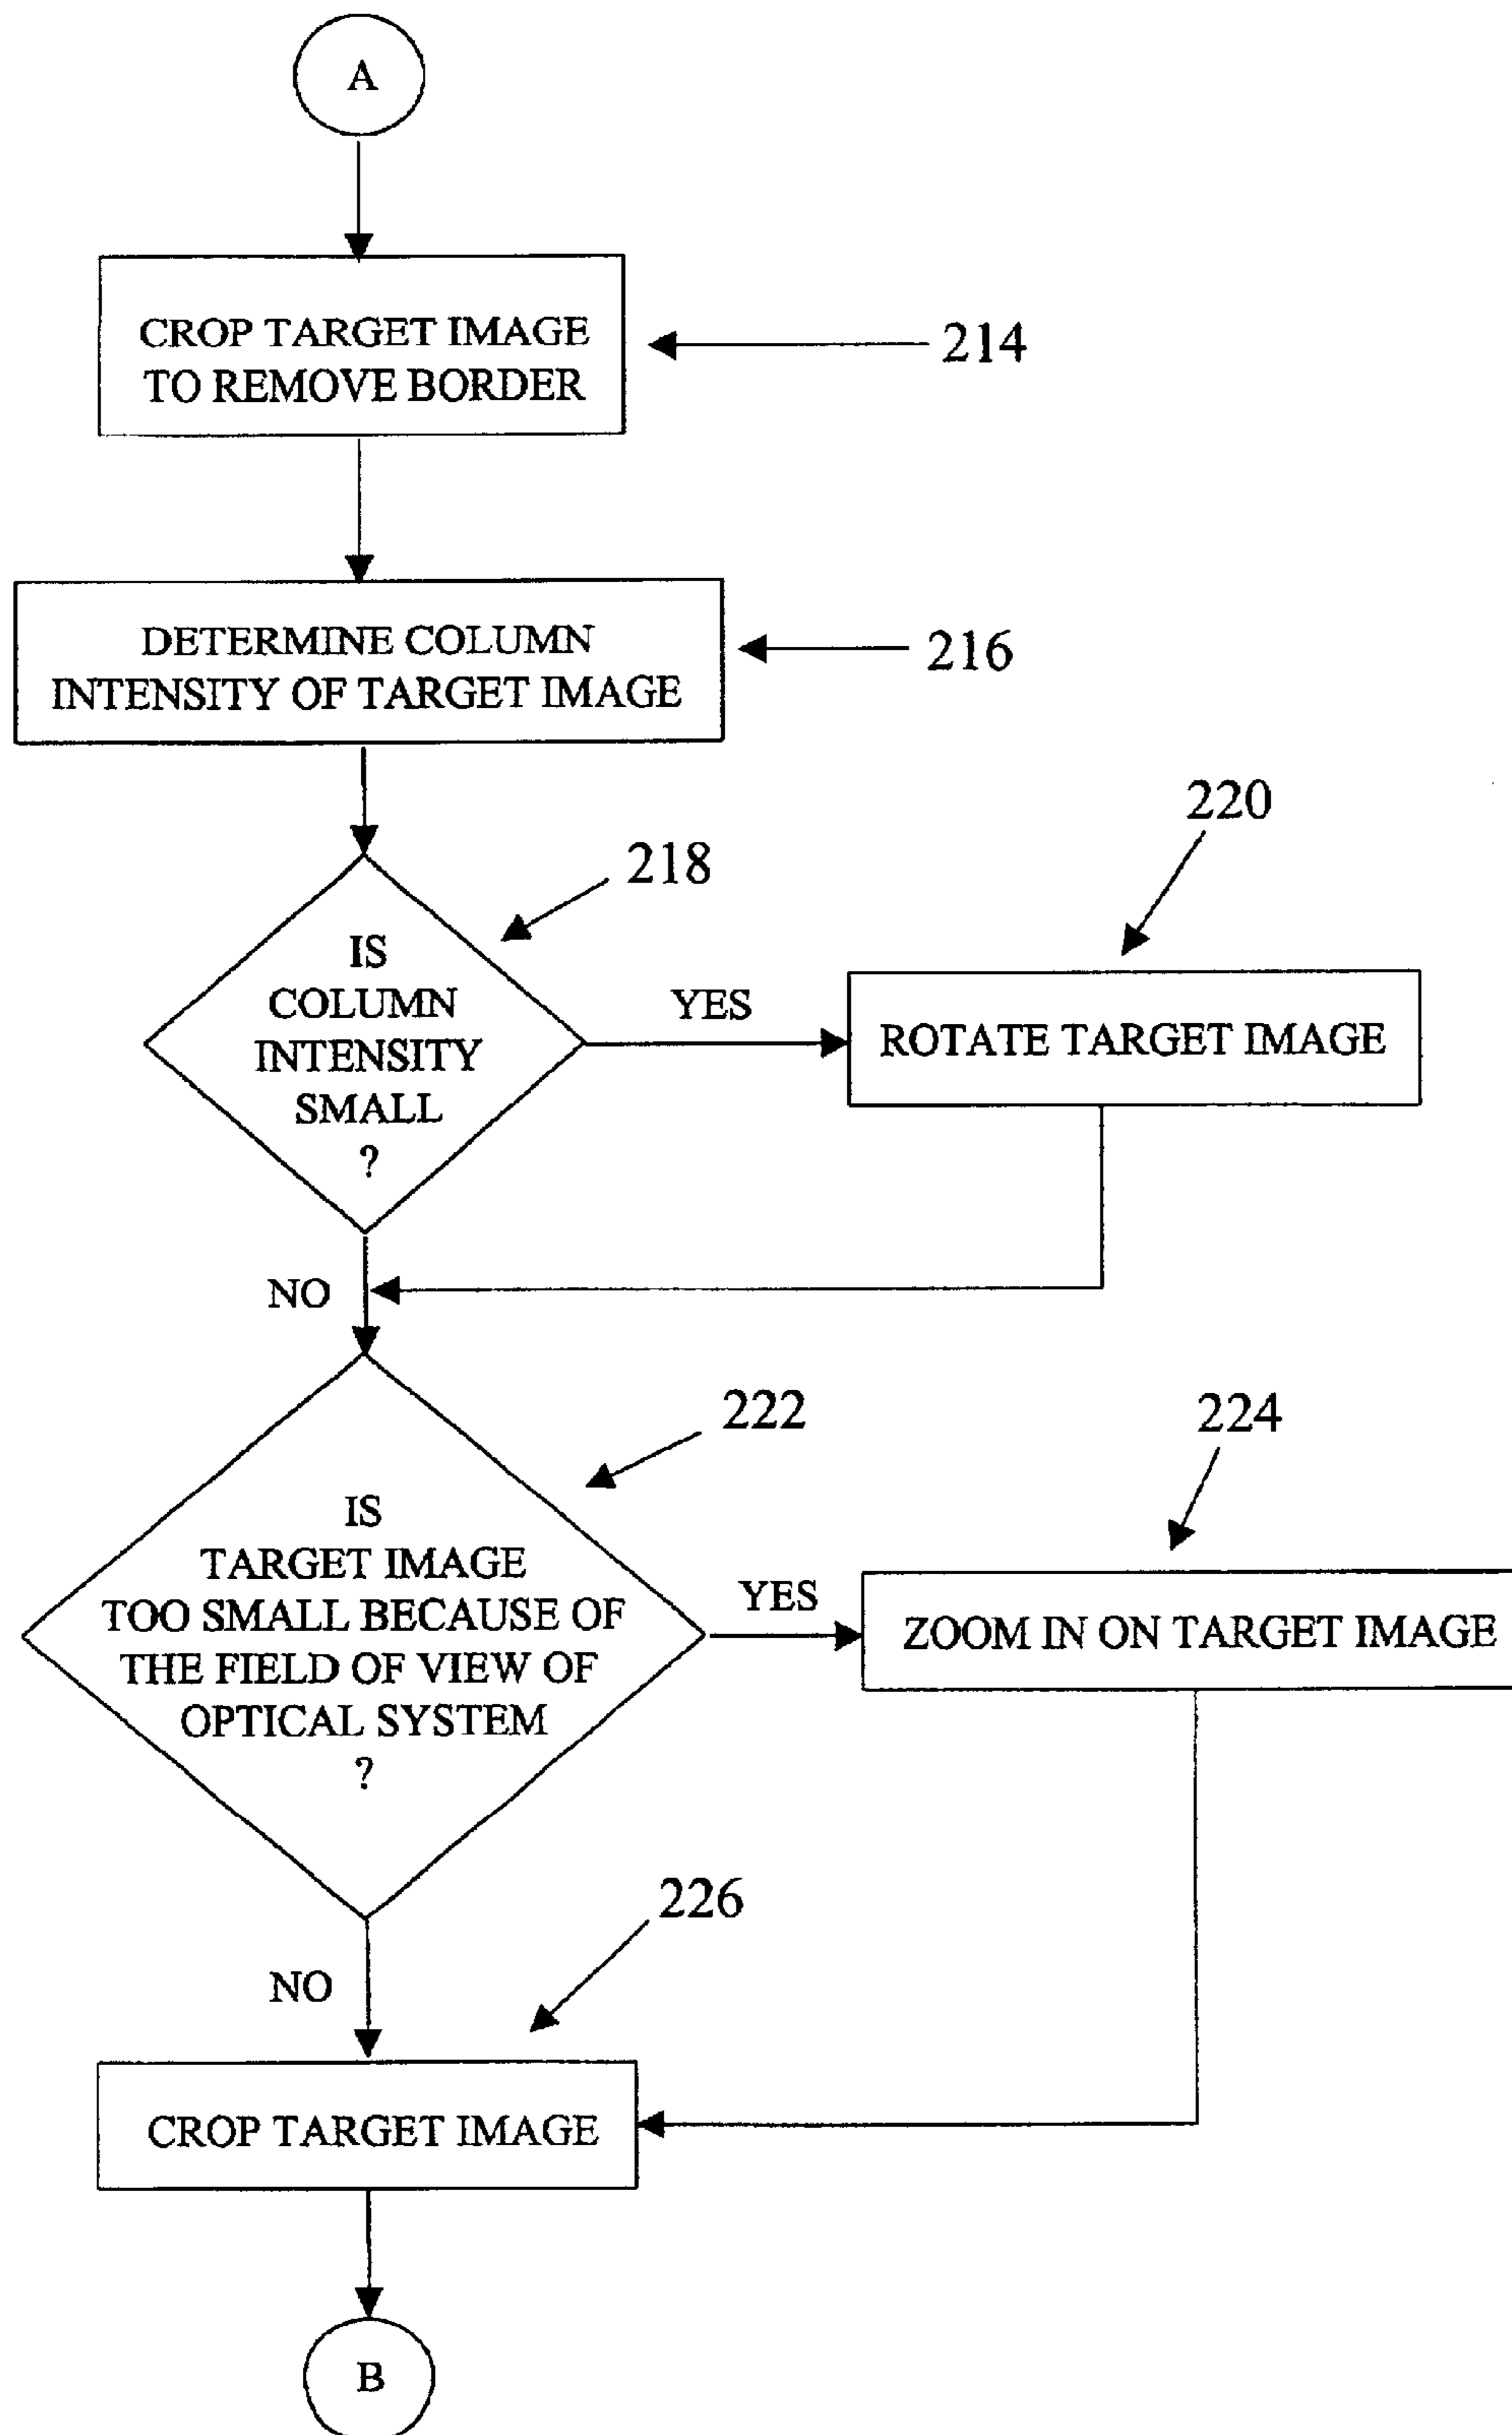 A
CROP TARGET IMAGE
TO REMOVE BORDER
214
DETERMINE COLUMN
INTENSITY OF TARGET IMAGE
216
218
220
IS
COLUMN
INTENSITY
SMALL
?
YES
ROTATE TARGET IMAGE
NO
222
224
IS
TARGET IMAGE
TOO SMALL BECAUSE OF
THE FIELD OF VIEW OF
OPTICAL SYSTEM
?
YES
ZOOM IN ON TARGET IMAGE
226
NO
CROP TARGET IMAGE
B